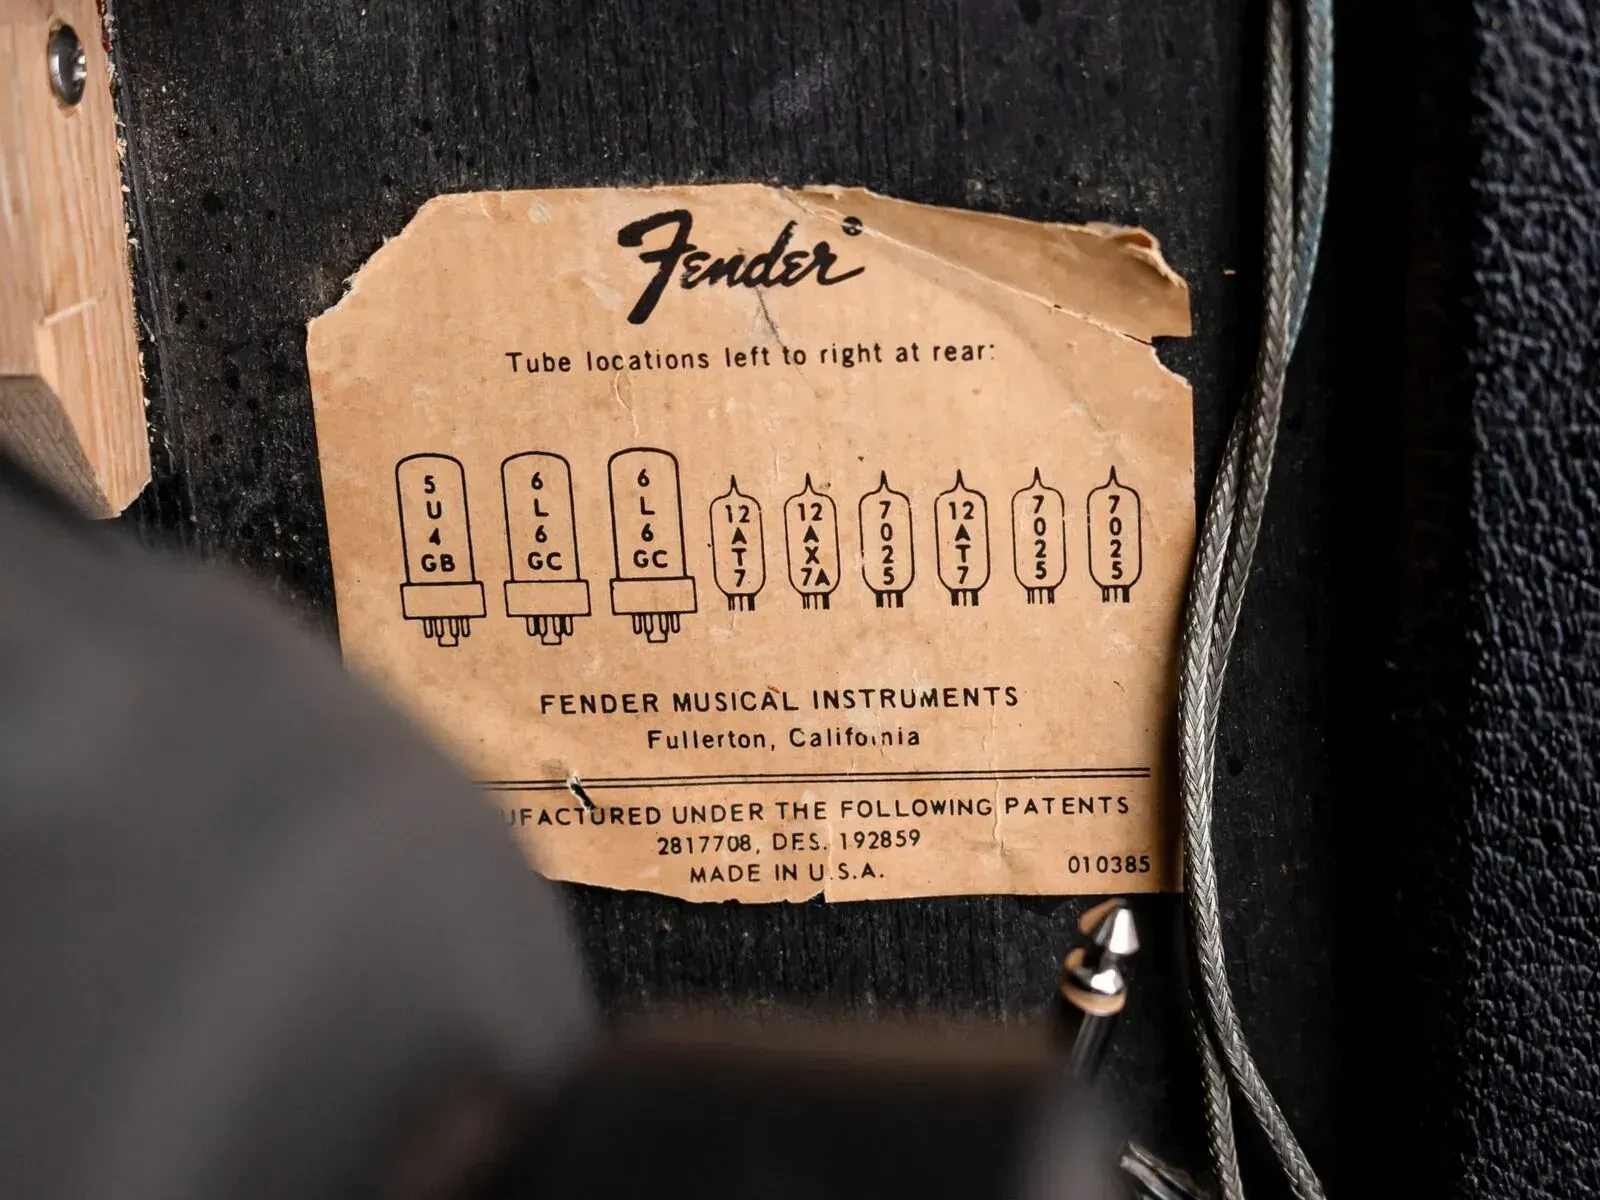 Fender
Tube locations left to right at rear:
5U4GB 6L6GC 6L6GC 12AT7 12AX7A 7025 12AT7 7025 7025
FENDER MUSICAL INSTRUMENTS
Fullerton, California
UFACTURED UNDER THE FOLLOWING PATENTS
2817708, DES. 192859
MADE IN U.S.A.
010385